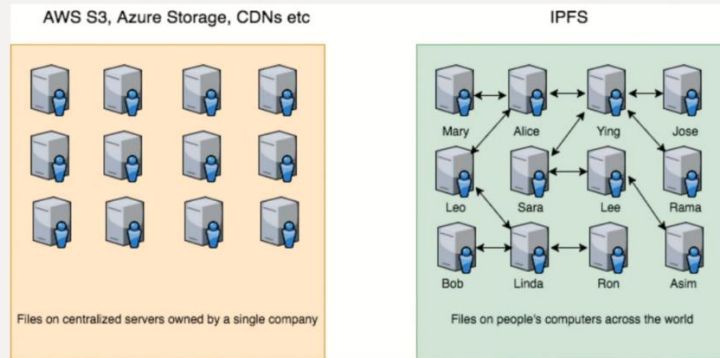 AWS S3, Azure Storage, CDNs etc
Files on centralized servers owned by a single company
IPFS
Mary Alice Ying Jose
Leo Sara Lee Rama
Bob Linda Ron Asim
Files on people's computers across the world